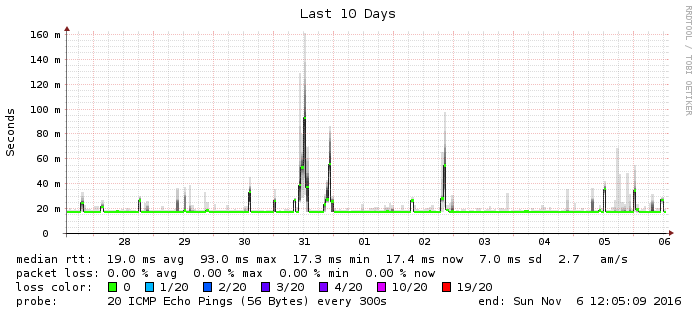 Last 10 Days
RRDTOOL / TOBI OETIKER
Seconds
160 m
140 m
120 m
100 m
80 m
60 m
40 m
20 m
0
28 29 30 31 01 02 03 04 05 06
median rtt: 19.0 ms avg 93.0 ms max 17.3 ms min 17.4 ms now 7.0 ms sd 2.7 am/s
packet loss: 0.00 % avg 0.00 % max 0.00 % min 0.00 % now
loss color: 0 1/20 2/20 3/20 4/20 10/20 19/20
probe: 20 ICMP Echo Pings (56 Bytes) every 300s end: Sun Nov 6 12:05:09 2016